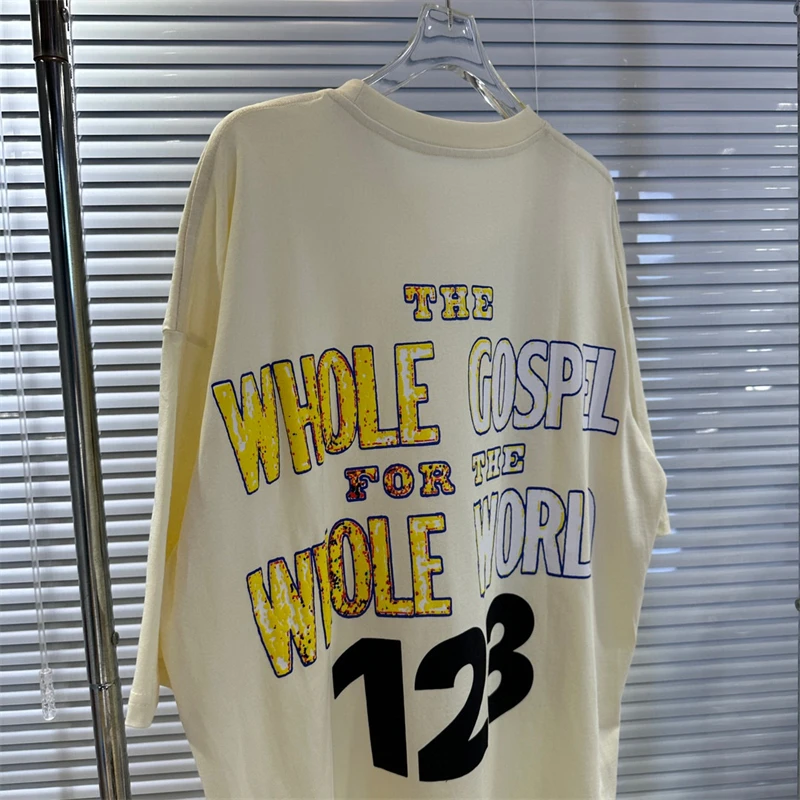 THE
WHOLE GOSPEL
FOR THE
WHOLE WORLD
123